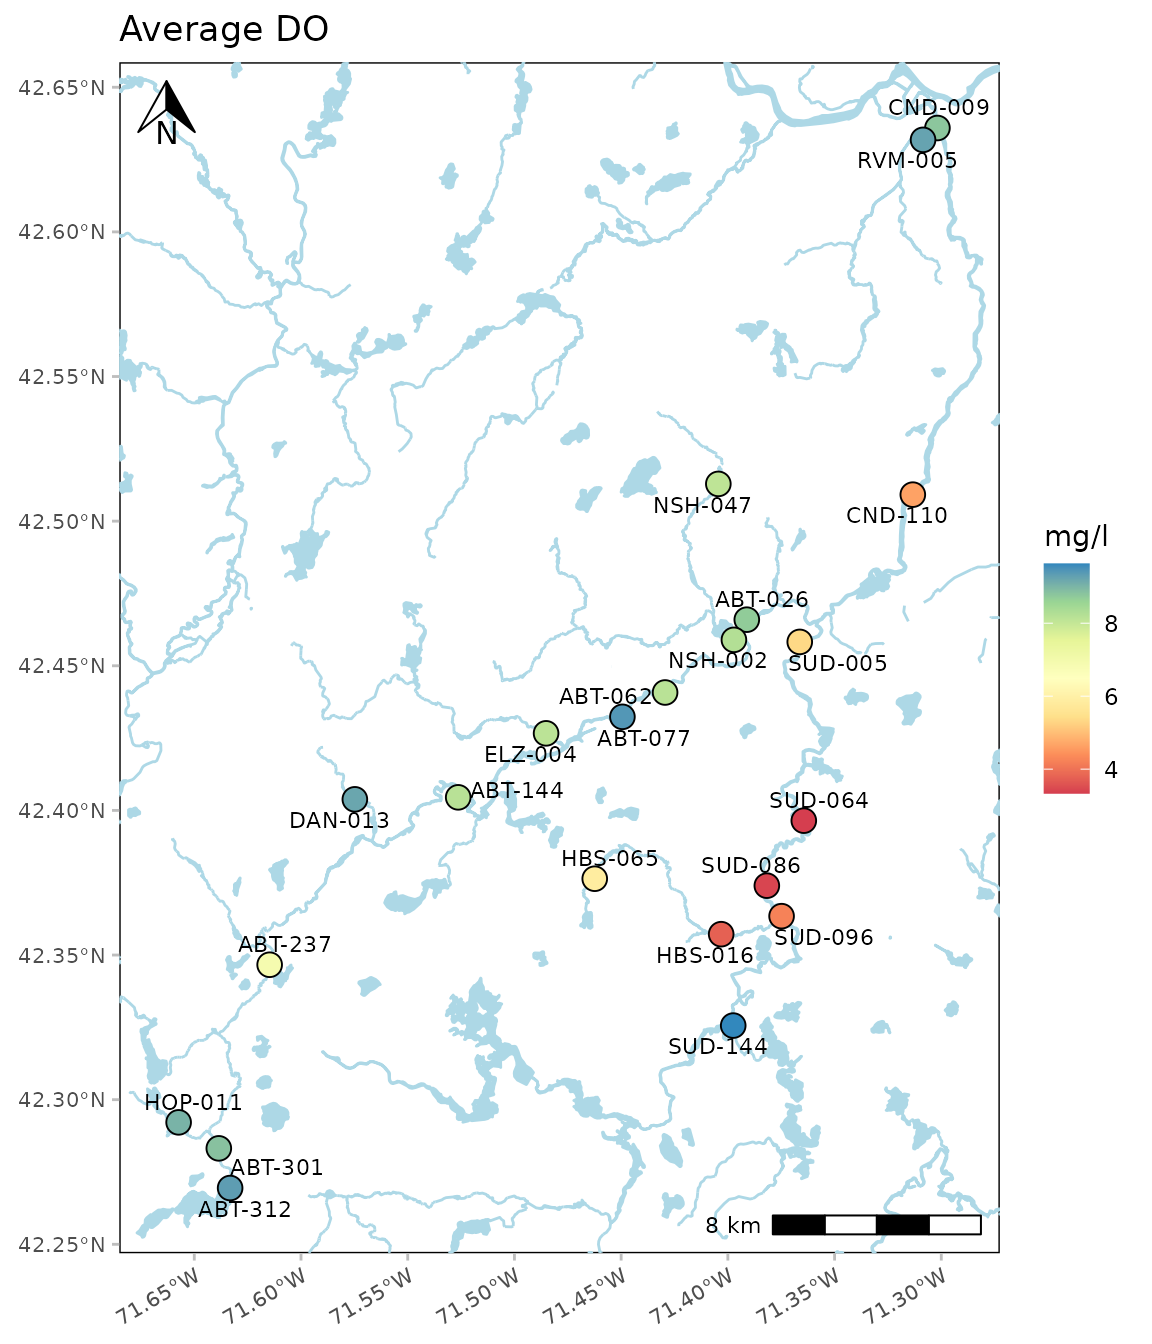 Average DO
42.65°N
N
CND-009
RVM-005
42.60°N
42.55°N
NSH-047
CND-110
42.50°N
mg/l
ABT-026
8
NSH-002
SUD-005
42.45°N
ABT-062
6
ABT-077
ELZ-004
4
ABT-144
SUD-064
42.40°N
DAN-013
HBS-065
SUD-086
ABT-237
SUD-096
42.35°N
HBS-016
SUD-144
42.30°N
HOP-011
ABT-301
ABT-312
8 km
42.25°N
71.65°W 71.60°W 71.55°W 71.50°W 71.45°W 71.40°W 71.35°W 71.30°W